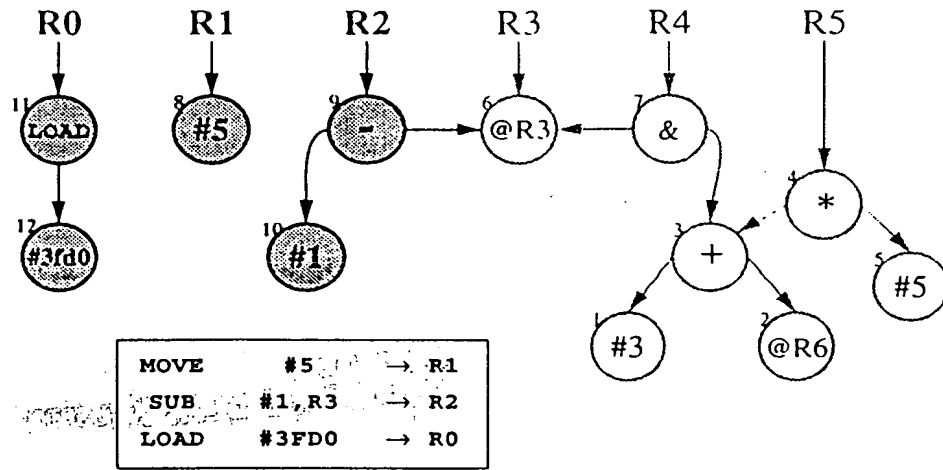 R0 R1 R2 R3 R4 R5
11 8 9 6 7
LOAD #5 - @R3 &
4
*
12 10 3 5
#3fd0 #1 + #5
1 2
#3 @R6
MOVE #5 → R1
SUB #1,R3 → R2
LOAD #3FD0 → R0